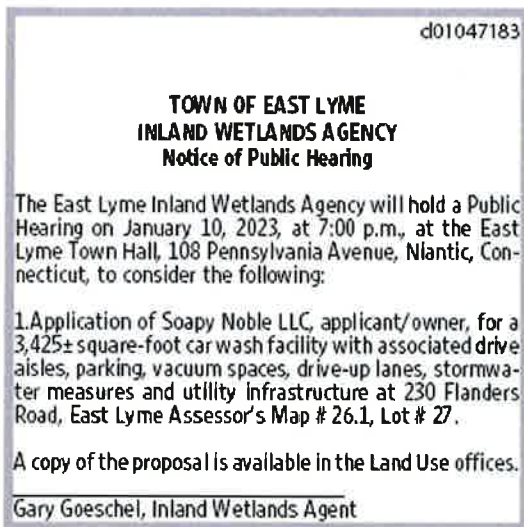 d01047183
TOWN OF EAST LYME
INLAND WETLANDS AGENCY
Notice of Public Hearing
The East Lyme Inland Wetlands Agency will hold a Public
Hearing on January 10, 2023, at 7:00 p.m., at the East
Lyme Town Hall, 108 Pennsylvania Avenue, Niantic, Con-
necticut, to consider the following:
1.Application of Soapy Noble LLC, applicant/owner, for a
3,425± square-foot car wash facility with associated drive
aisles, parking, vacuum spaces, drive-up lanes, stormwa-
ter measures and utility infrastructure at 230 Flanders
Road, East Lyme Assessor's Map # 26.1, Lot # 27.
A copy of the proposal is available in the Land Use offices.
Gary Goeschel, Inland Wetlands Agent